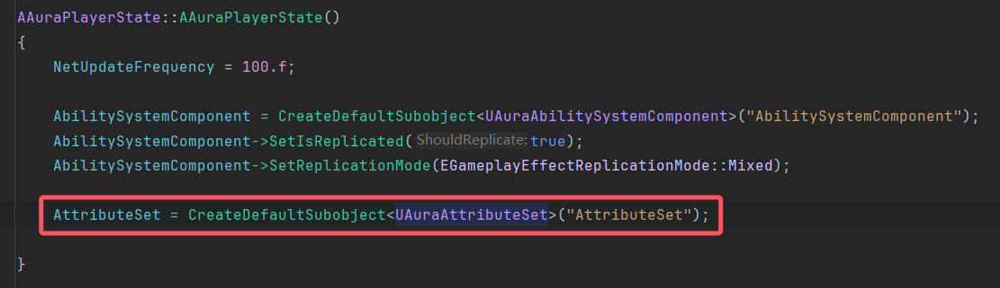 AAuraPlayerState::AAuraPlayerState()
{
NetUpdateFrequency = 100.f;
AbilitySystemComponent = CreateDefaultSubobject<UAuraAbilitySystemComponent>("AbilitySystemComponent");
AbilitySystemComponent->SetIsReplicated(ShouldReplicate:true);
AbilitySystemComponent->SetReplicationMode(EGameplayEffectReplicationMode::Mixed);
AttributeSet = CreateDefaultSubobject<UAuraAttributeSet>("AttributeSet");
}